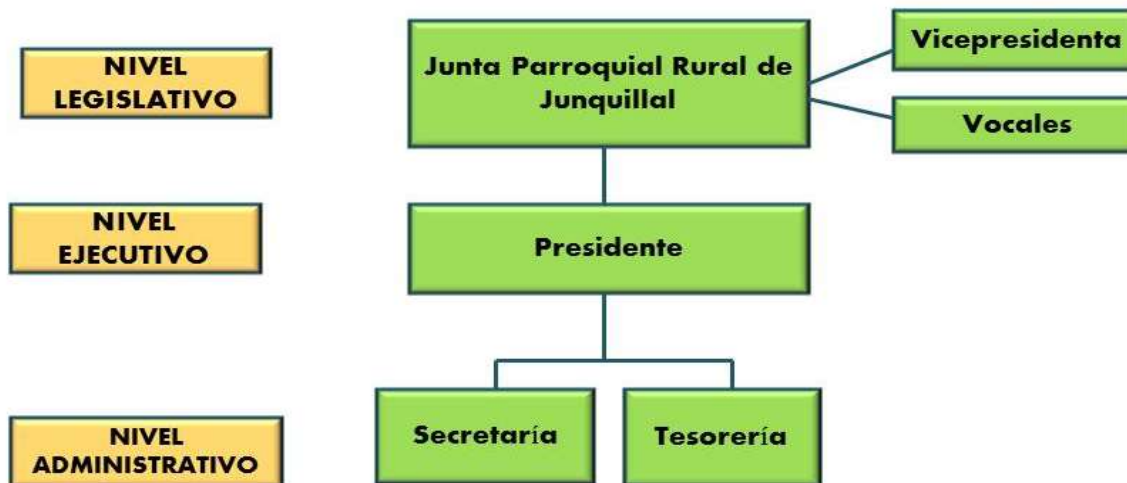 NIVEL
LEGISLATIVO
Junta Parroquial Rural de
Junquillal
Vicepresidenta
Vocales
NIVEL
EJECUTIVO
Presidente
NIVEL
ADMINISTRATIVO
Secretaría
Tesorería